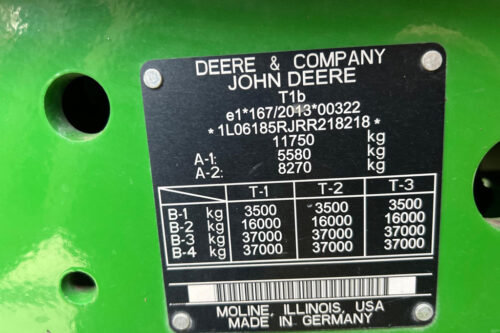 DEERE & COMPANY
JOHN DEERE
T1b
e1*167/2013*00322
*1L06185RJRR218218*
11750 kg
A-1: 5580 kg
A-2: 8270 kg
T-1 T-2 T-3
B-1 kg 3500 3500 3500
B-2 kg 16000 16000 16000
B-3 kg 37000 37000 37000
B-4 kg 37000 37000 37000
MOLINE, ILLINOIS, USA
MADE IN GERMANY